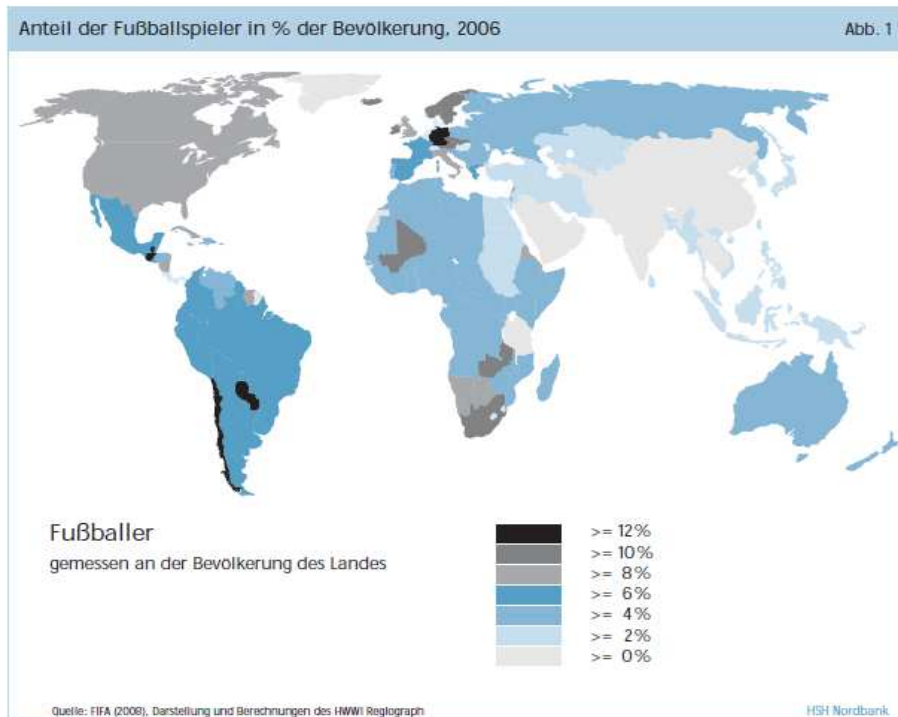 Anteil der Fußballspieler in % der Bevölkerung, 2006 Abb. 1
Fußballer
gemessen an der Bevölkerung des Landes
>= 12%
>= 10%
>= 8%
>= 6%
>= 4%
>= 2%
>= 0%
Quelle: FIFA (2008), Darstellung und Berechnungen des HWWI Regiograph HSH Nordbank